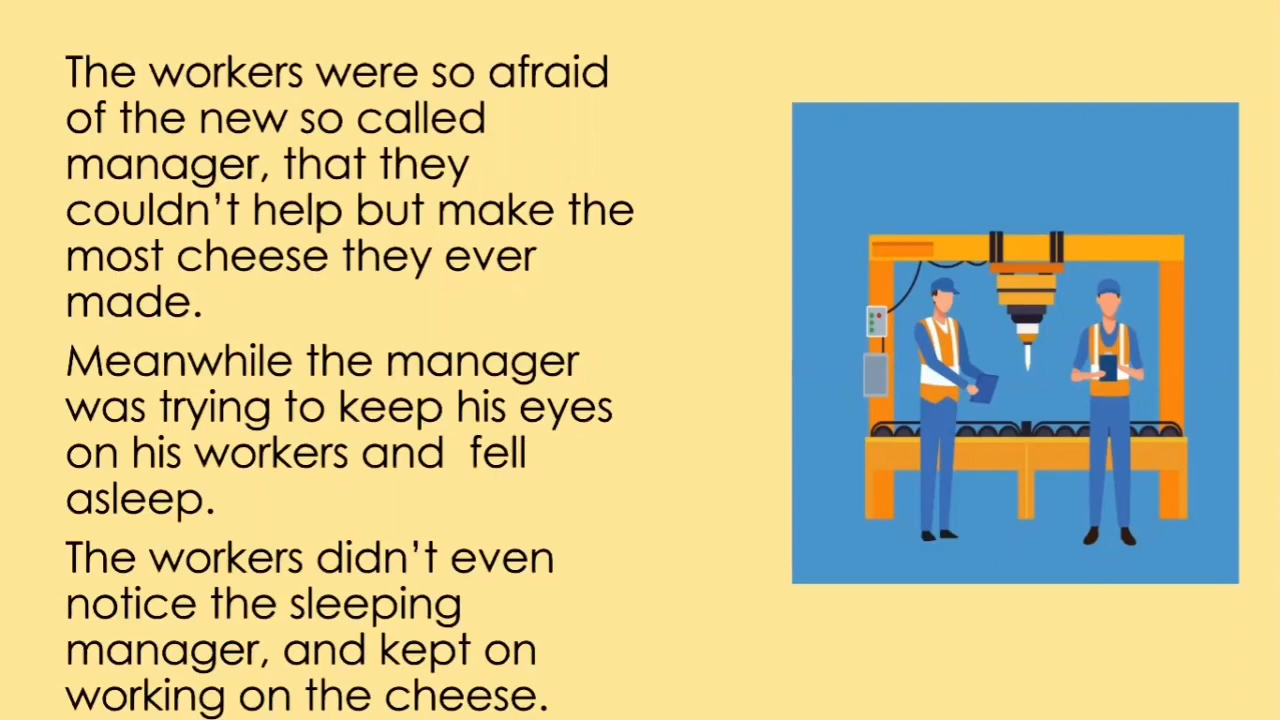 The workers were so afraid
of the new so called
manager, that they
couldn’t help but make the
most cheese they ever
made.
Meanwhile the manager
was trying to keep his eyes
on his workers and  fell
asleep.
The workers didn’t even
notice the sleeping
manager, and kept on
working on the cheese.